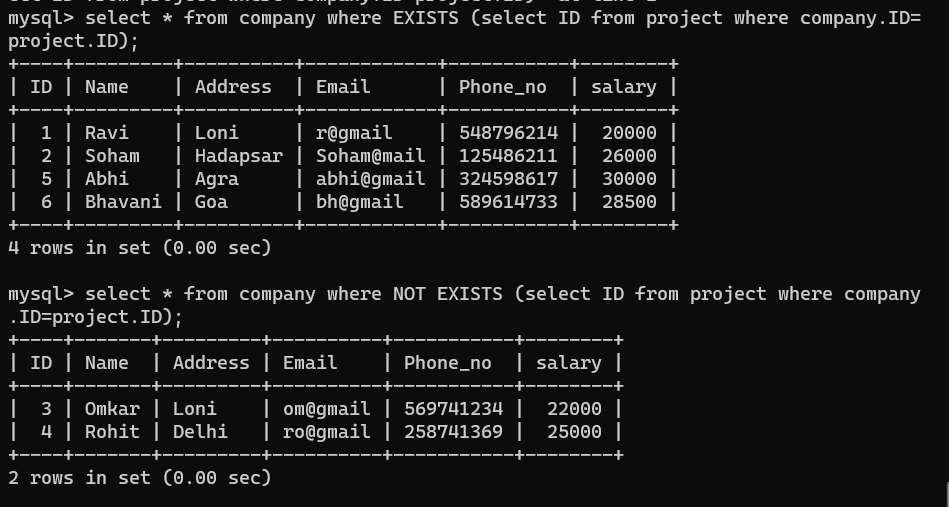 mysql> select * from company where EXISTS (select ID from project where company.ID=
project.ID);
+----+---------+----------+------------+-----------+--------+
| ID | Name    | Address  | Email      | Phone_no  | salary |
+----+---------+----------+------------+-----------+--------+
|  1 | Ravi    | Loni     | r@gmail    | 548796214 |  20000 |
|  2 | Soham   | Hadapsar | Soham@mail | 125486211 |  26000 |
|  5 | Abhi    | Agra     | abhi@gmail | 324598617 |  30000 |
|  6 | Bhavani | Goa      | bh@gmail   | 589614733 |  28500 |
+----+---------+----------+------------+-----------+--------+
4 rows in set (0.00 sec)
mysql> select * from company where NOT EXISTS (select ID from project where company
.ID=project.ID);
+----+-------+---------+----------+-----------+--------+
| ID | Name  | Address | Email    | Phone_no  | salary |
+----+-------+---------+----------+-----------+--------+
|  3 | Omkar | Loni    | om@gmail | 569741234 |  22000 |
|  4 | Rohit | Delhi   | ro@gmail | 258741369 |  25000 |
+----+-------+---------+----------+-----------+--------+
2 rows in set (0.00 sec)